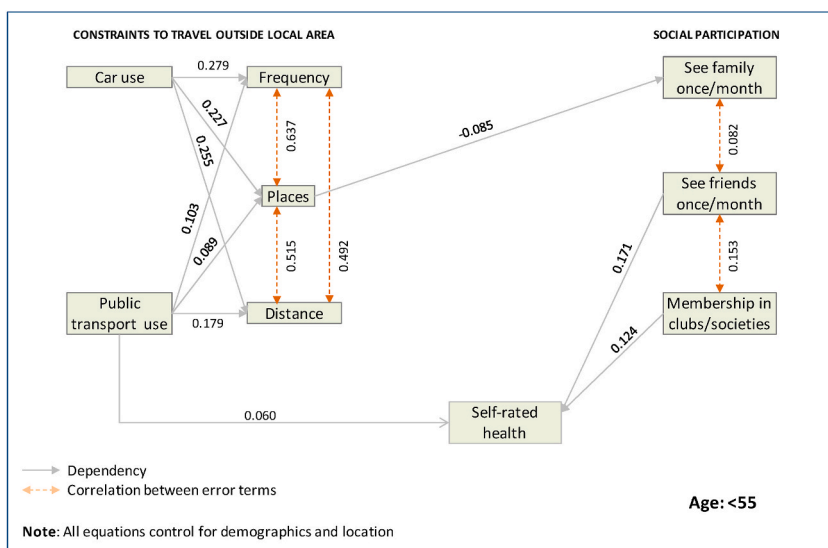 CONSTRAINTS TO TRAVEL OUTSIDE LOCAL AREA
SOCIAL PARTICIPATION
Car use
0.279
Frequency
See family
once/month
0.227
0.637
-0.085
0.082
0.255
Places
See friends
once/month
0.103
0.089
0.515
0.492
0.171
0.153
Public
transport use
0.179
Distance
Membership in
clubs/societies
0.124
0.060
Self-rated
health
Dependency
Correlation between error terms
Age: <55
Note: All equations control for demographics and location